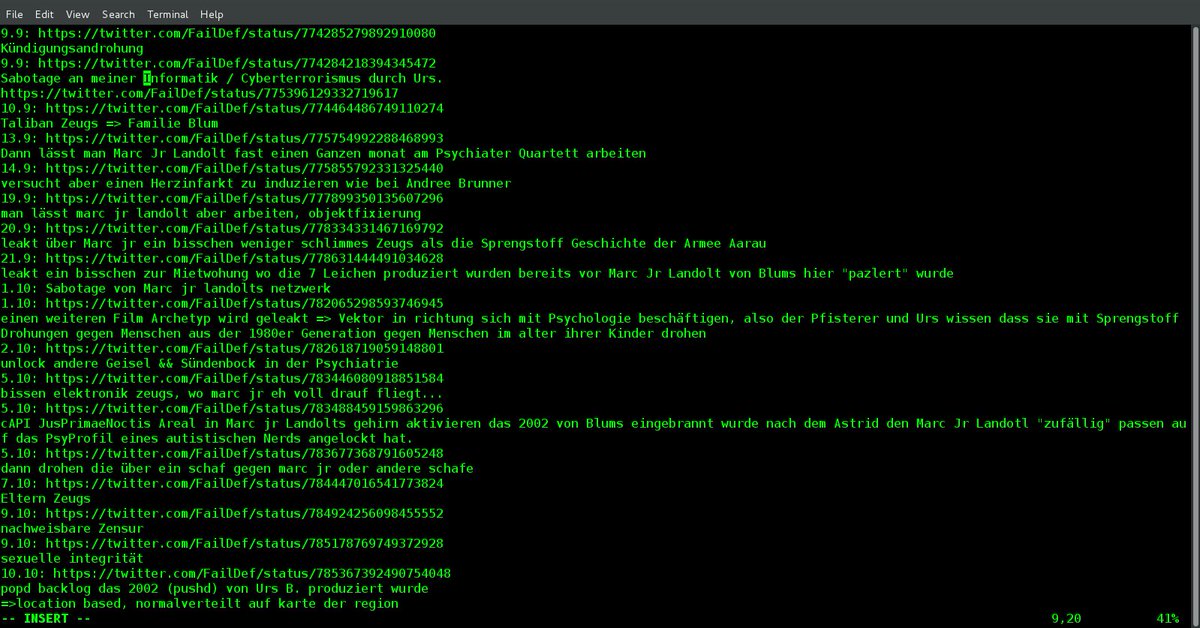 File Edit View Search Terminal Help
9.9: https://twitter.com/FailDef/status/774285279892910080
Kündigungsandrohung
9.9: https://twitter.com/FailDef/status/774284218394345472
Sabotage an meiner Informatik / Cyberterrorismus durch Urs.
https://twitter.com/FailDef/status/775396129332719617
10.9: https://twitter.com/FailDef/status/774464486749110274
Taliban Zeugs => Familie Blum
13.9: https://twitter.com/FailDef/status/775754992288468993
Dann lässt man Marc Jr Landolt fast einen Ganzen monat am Psychiater Quartett arbeiten
14.9: https://twitter.com/FailDef/status/775855792331325440
versucht aber einen Herzinfarkt zu induzieren wie bei Andree Brunner
19.9: https://twitter.com/FailDef/status/777899350135607296
man lässt marc jr landolt aber arbeiten, objektfixierung
20.9: https://twitter.com/FailDef/status/778334331467169792
leakt über Marc jr ein bisschen weniger schlimmes Zeugs als die Sprengstoff Geschichte der Armee Aarau
21.9: https://twitter.com/FailDef/status/778631444491034628
leakt ein bisschen zur Mietwohung wo die 7 Leichen produziert wurden bereits vor Marc Jr Landolt von Blums hier "pazlert" wurde
1.10: Sabotage von Marc jr landolts netzwerk
1.10: https://twitter.com/FailDef/status/782065298593746945
einen weiteren Film Archetyp wird geleakt => Vektor in richtung sich mit Psychologie beschäftigen, also der Pfisterer und Urs wissen dass sie mit Sprengstoff
Drohungen gegen Menschen aus der 1980er Generation gegen Menschen im alter ihrer Kinder drohen
2.10: https://twitter.com/FailDef/status/782618719059148801
unlock andere Geisel && Sündenbock in der Psychiatrie
5.10: https://twitter.com/FailDef/status/783446080918851584
bissen elektronik zeugs, wo marc jr eh voll drauf fliegt...
5.10: https://twitter.com/FailDef/status/783488459159863296
cAPI JusPrimaeNoctis Areal in Marc jr Landolts gehirn aktivieren das 2002 von Blums eingebrannt wurde nach dem Astrid den Marc Jr Landotl "zufällig" passen au
f das PsyProfil eines autistischen Nerds angelockt hat.
5.10: https://twitter.com/FailDef/status/783677368791605248
dann drohen die über ein schaf gegen marc jr oder andere schafe
7.10: https://twitter.com/FailDef/status/784447016541773824
Eltern Zeugs
9.10: https://twitter.com/FailDef/status/784924256098455552
nachweisbare Zensur
9.10: https://twitter.com/FailDef/status/785178769749372928
sexuelle integrität
10.10: https://twitter.com/FailDef/status/785367392490754048
popd backlog das 2002 (pushd) von Urs B. produziert wurde
=>location based, normalverteilt auf karte der region
-- INSERT -- 9,20 41%